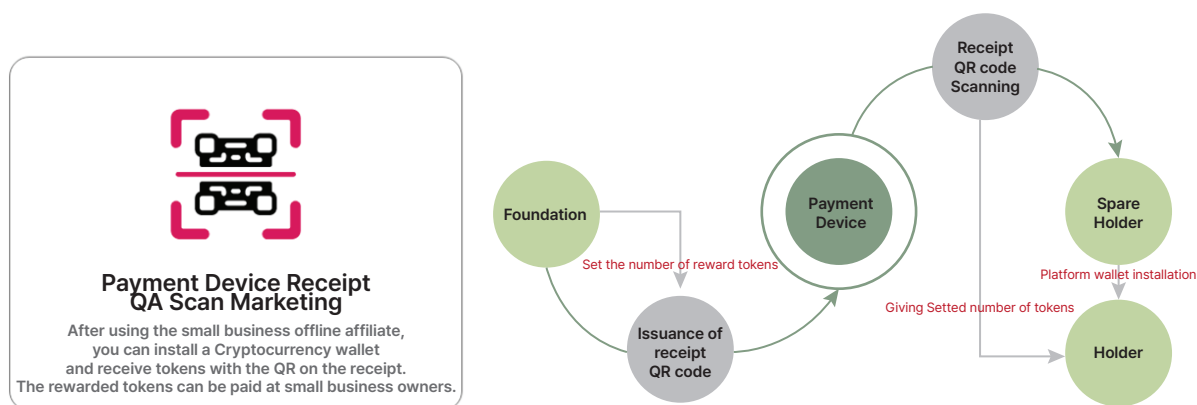 Payment Device Receipt
QA Scan Marketing
After using the small business offline affiliate,
you can install a Cryptocurrency wallet
and receive tokens with the QR on the receipt.
The rewarded tokens can be paid at small business owners.
Foundation
Set the number of reward tokens
Issuance of
receipt
QR code
Payment
Device
Receipt
QR code
Scanning
Spare
Holder
Platform wallet installation
Giving Setted number of tokens
Holder